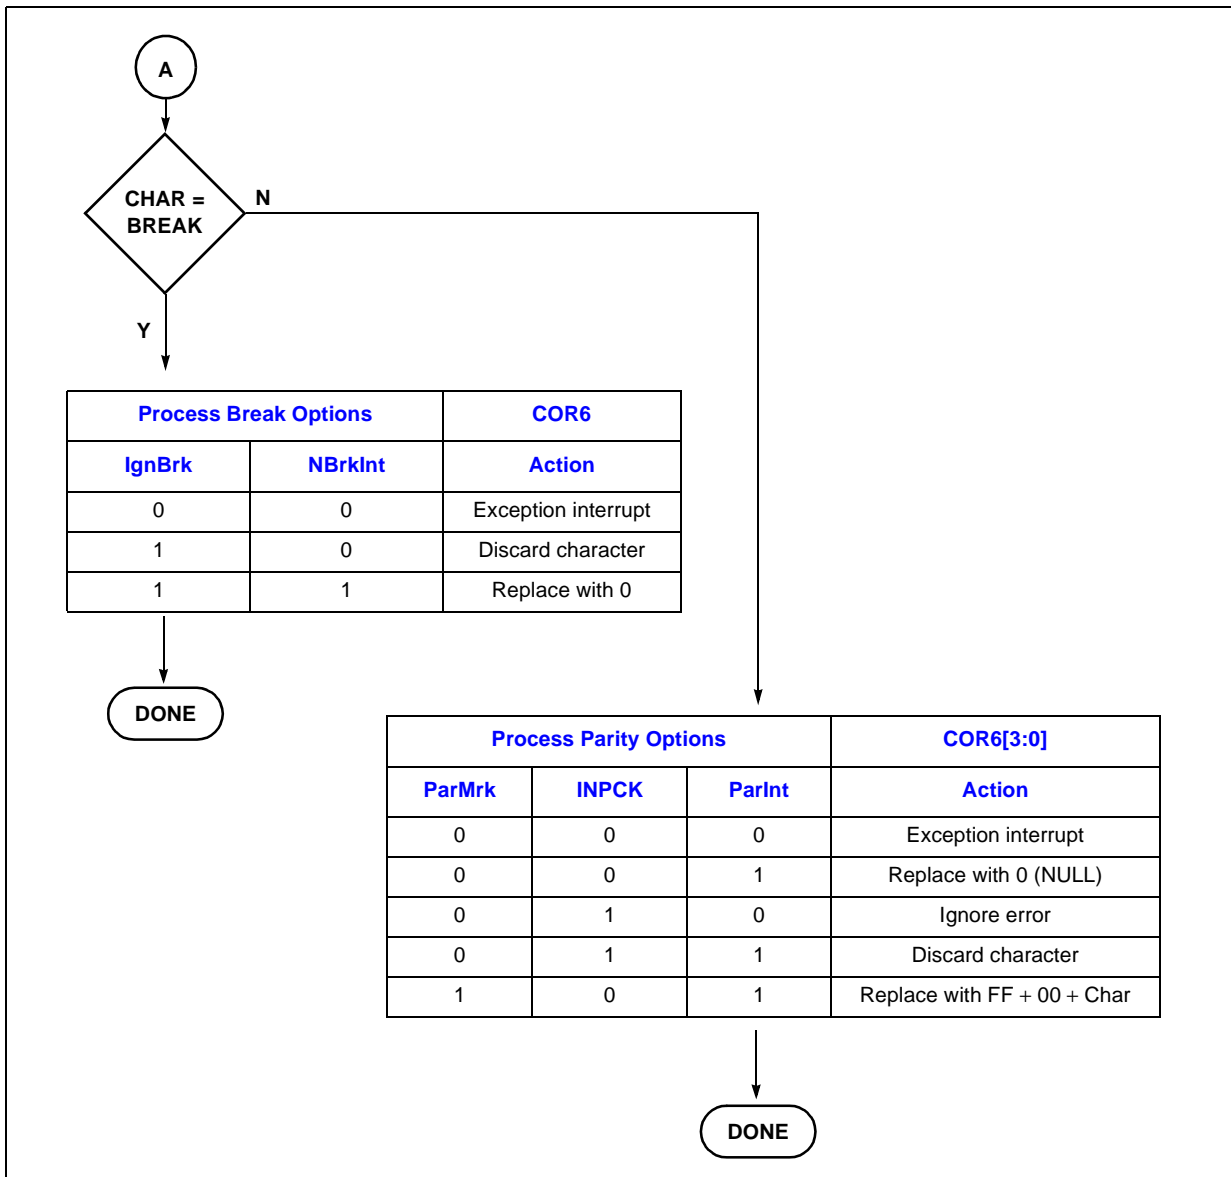 A
CHAR =
BREAK
N
Y
Process Break Options COR6
IgnBrk NBrkInt Action
0 0 Exception interrupt
1 0 Discard character
1 1 Replace with 0
DONE
Process Parity Options COR6[3:0]
ParMrk INPCK ParInt Action
0 0 0 Exception interrupt
0 0 1 Replace with 0 (NULL)
0 1 0 Ignore error
0 1 1 Discard character
1 0 1 Replace with FF + 00 + Char
DONE